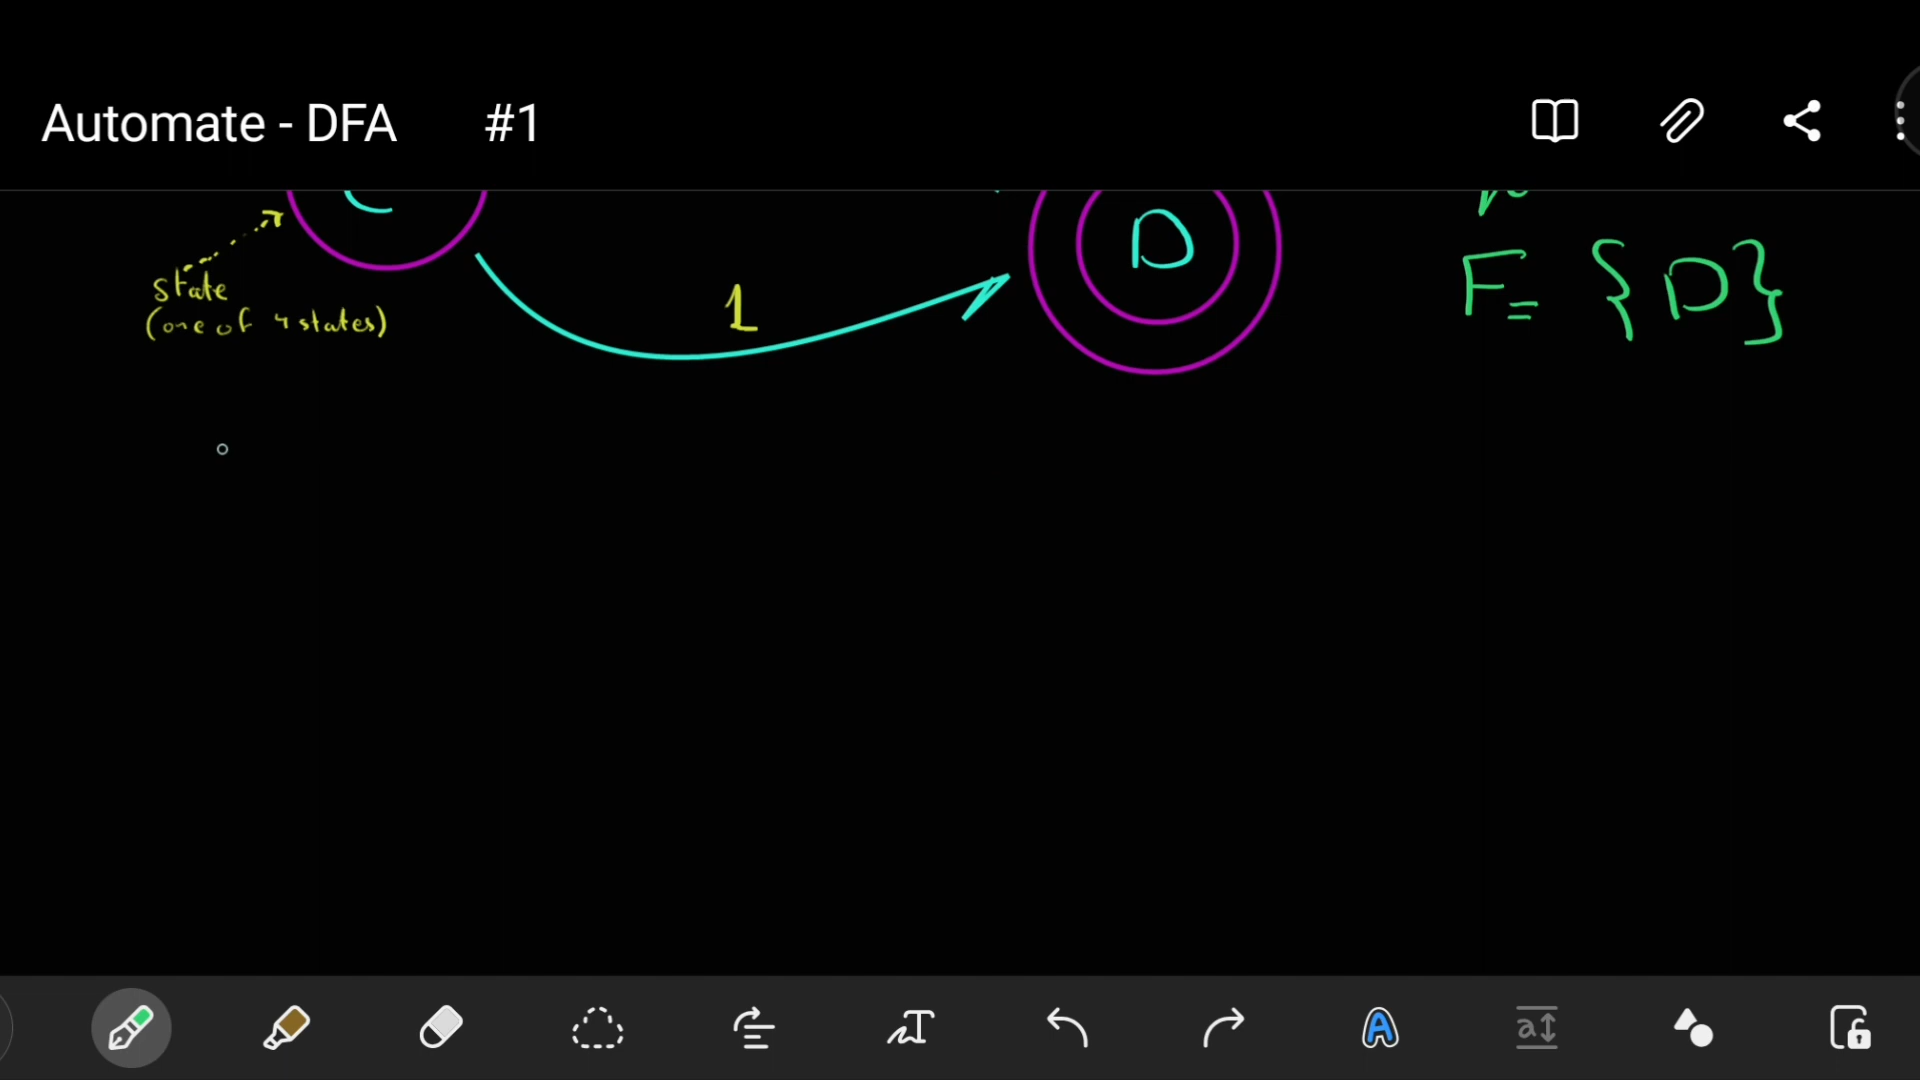 Automate - DFA #1
C
D
F = {D}
state
(one of 4 states)
1